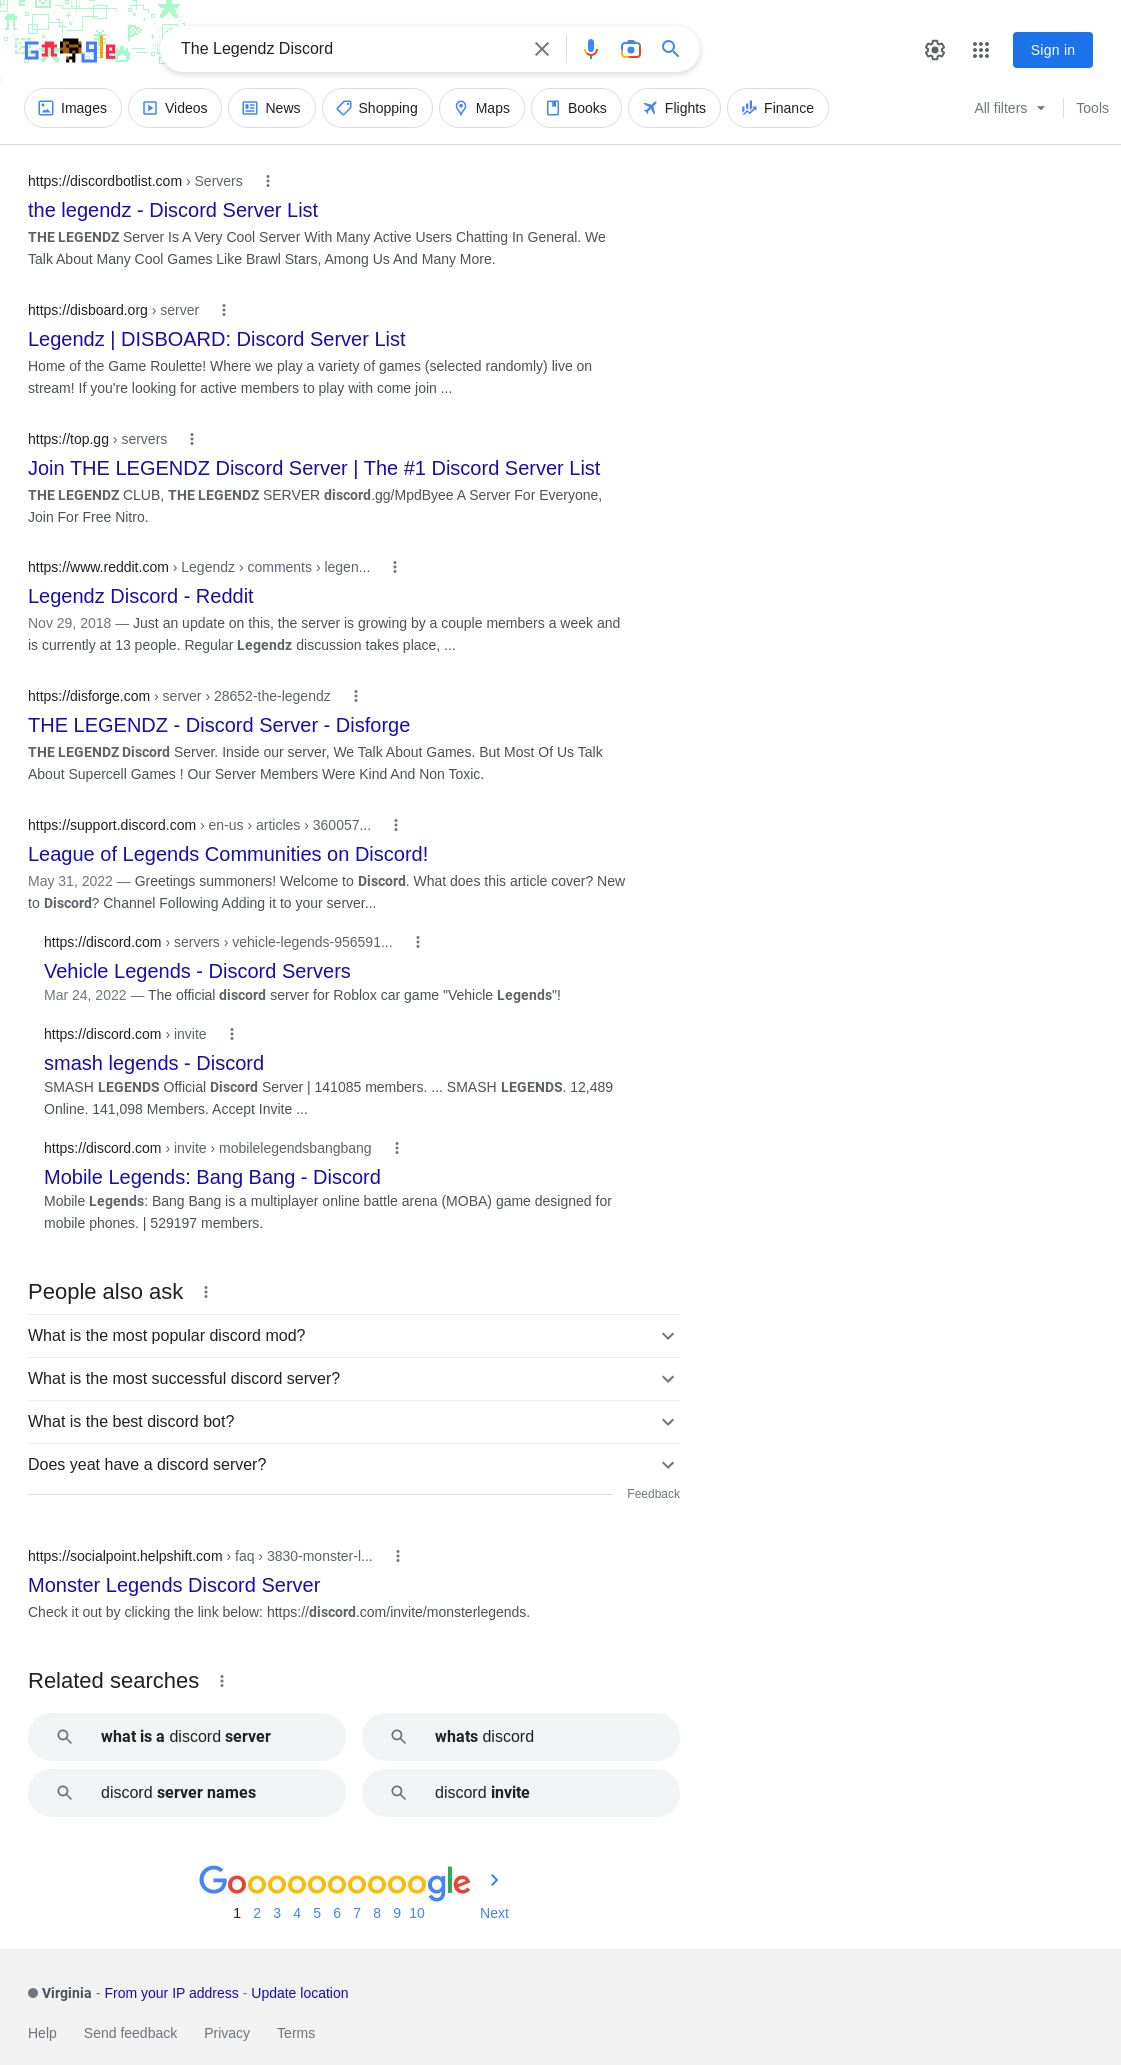 Google
The Legendz Discord
Sign in
Images
Videos
News
Shopping
Maps
Books
Flights
Finance
All filters
Tools
https://discordbotlist.com › Servers
the legendz - Discord Server List
THE LEGENDZ Server Is A Very Cool Server With Many Active Users Chatting In General. We
Talk About Many Cool Games Like Brawl Stars, Among Us And Many More.
https://disboard.org › server
Legendz | DISBOARD: Discord Server List
Home of the Game Roulette! Where we play a variety of games (selected randomly) live on
stream! If you're looking for active members to play with come join ...
https://top.gg › servers
Join THE LEGENDZ Discord Server | The #1 Discord Server List
THE LEGENDZ CLUB, THE LEGENDZ SERVER discord.gg/MpdByee A Server For Everyone,
Join For Free Nitro.
https://www.reddit.com › Legendz › comments › legen...
Legendz Discord - Reddit
Nov 29, 2018 — Just an update on this, the server is growing by a couple members a week and
is currently at 13 people. Regular Legendz discussion takes place, ...
https://disforge.com › server › 28652-the-legendz
THE LEGENDZ - Discord Server - Disforge
THE LEGENDZ Discord Server. Inside our server, We Talk About Games. But Most Of Us Talk
About Supercell Games ! Our Server Members Were Kind And Non Toxic.
https://support.discord.com › en-us › articles › 360057...
League of Legends Communities on Discord!
May 31, 2022 — Greetings summoners! Welcome to Discord. What does this article cover? New
to Discord? Channel Following Adding it to your server...
https://discord.com › servers › vehicle-legends-956591...
Vehicle Legends - Discord Servers
Mar 24, 2022 — The official discord server for Roblox car game "Vehicle Legends"!
https://discord.com › invite
smash legends - Discord
SMASH LEGENDS Official Discord Server | 141085 members. ... SMASH LEGENDS. 12,489
Online. 141,098 Members. Accept Invite ...
https://discord.com › invite › mobilelegendsbangbang
Mobile Legends: Bang Bang - Discord
Mobile Legends: Bang Bang is a multiplayer online battle arena (MOBA) game designed for
mobile phones. | 529197 members.
People also ask
What is the most popular discord mod?
What is the most successful discord server?
What is the best discord bot?
Does yeat have a discord server?
Feedback
https://socialpoint.helpshift.com › faq › 3830-monster-l...
Monster Legends Discord Server
Check it out by clicking the link below: https://discord.com/invite/monsterlegends.
Related searches
what is a discord server
whats discord
discord server names
discord invite
Goooooooooogle
1 2 3 4 5 6 7 8 9 10 Next
Virginia - From your IP address - Update location
Help Send feedback Privacy Terms